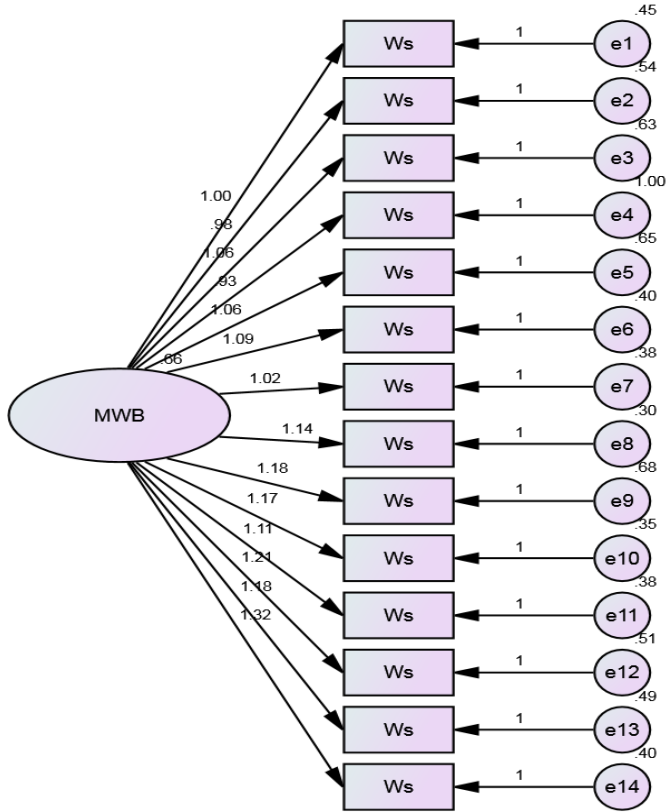 .45
Ws 1 e1
.54
Ws 1 e2
.63
Ws 1 e3
1.00
1.00 Ws 1 e4
.98
.65
1.06 Ws 1 e5
.93
.40
1.06
Ws 1 e6
1.09
.38
.66
1.02 Ws 1 e7
.30
MWB
1.14 Ws 1 e8
.68
1.18
Ws 1 e9
1.17
.35
1.11
Ws 1 e10
1.21
.38
1.18
Ws 1 e11
1.32
.51
Ws 1 e12
.49
Ws 1 e13
.40
Ws 1 e14